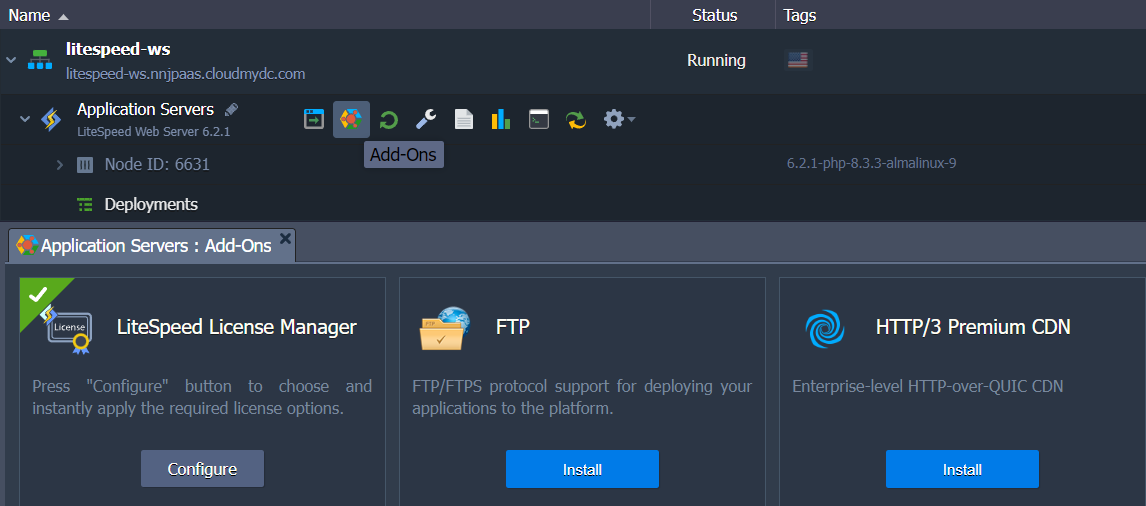 Name Status Tags
litespeed-ws
litespeed-ws.nnjpaas.cloudmydc.com Running
Application Servers
LiteSpeed Web Server 6.2.1
Add-Ons
Node ID: 6631 6.2.1-php-8.3.3-almalinux-9
Deployments
Application Servers : Add-Ons
License
LiteSpeed License Manager
Press "Configure" button to choose and
instantly apply the required license options.
Configure
FTP
FTP
FTP/FTPS protocol support for deploying your
applications to the platform.
Install
HTTP/3 Premium CDN
Enterprise-level HTTP-over-QUIC CDN
Install